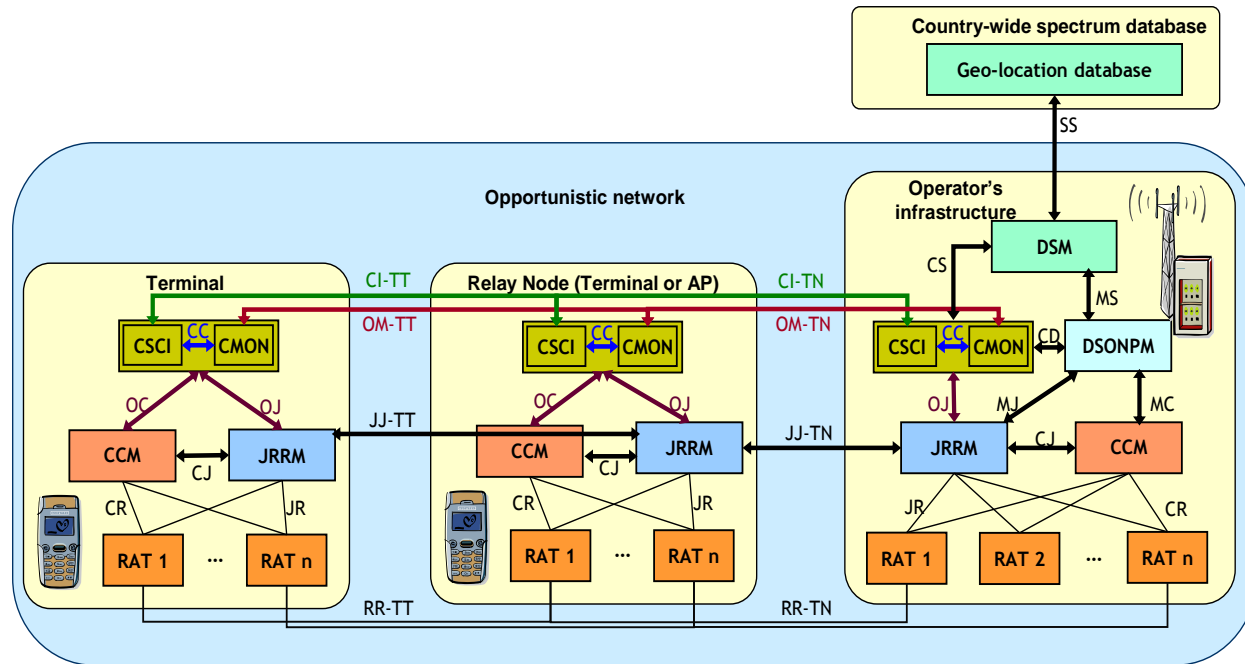 Country-wide spectrum database
Geo-location database
SS
Opportunistic network
Operator's
infrastructure
DSM
CS
MS
Terminal
CI-TT
Relay Node (Terminal or AP)
CI-TN
OM-TT
OM-TN
CSCI
CC
CMON
CSCI
CC
CMON
CSCI
CC
CMON
CD
DSONPM
OC
OJ
OC
OJ
OJ
MJ
MC
CCM
CJ
JRRM
JJ-TT
CCM
CJ
JRRM
JJ-TN
JRRM
CJ
CCM
CR
JR
CR
JR
JR
CR
RAT 1
...
RAT n
RAT 1
...
RAT n
RAT 1
RAT 2
...
RAT n
RR-TT
RR-TN